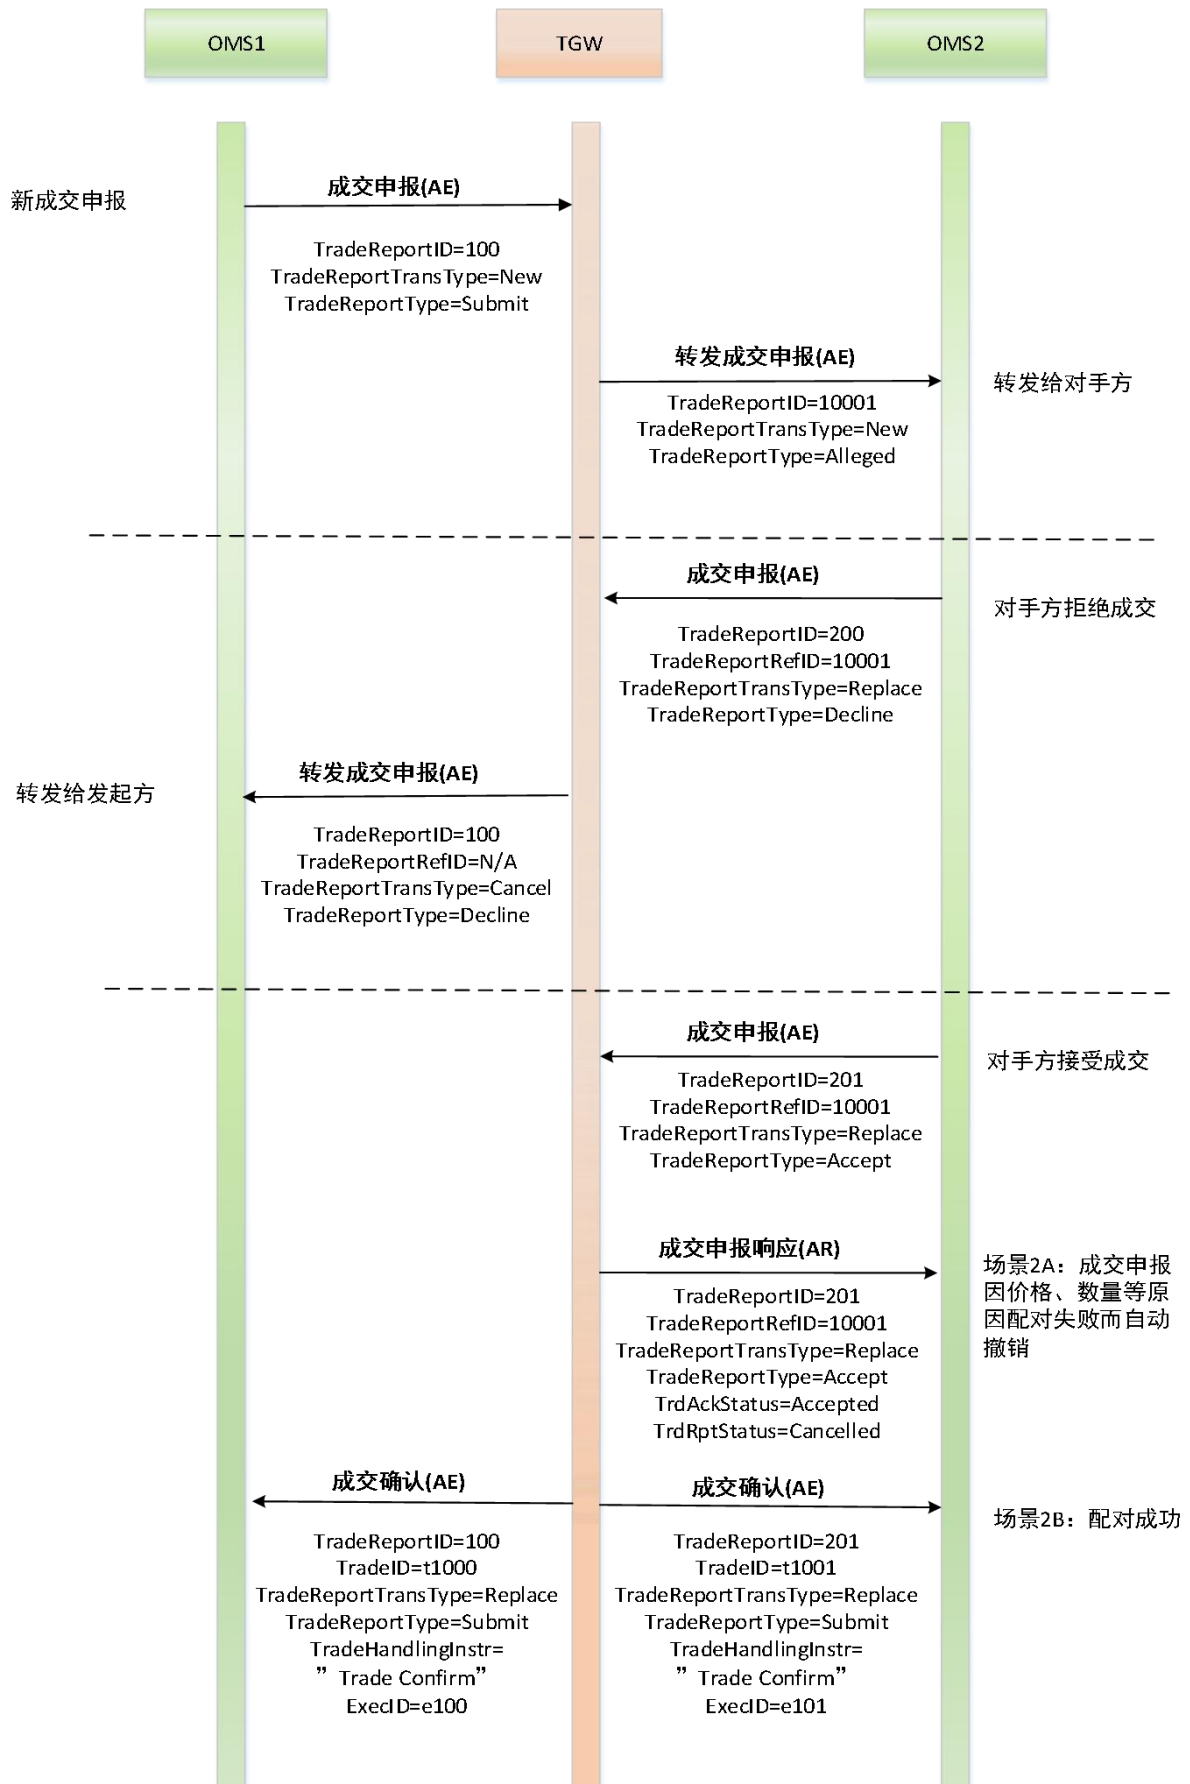 OMS1
TGW
OMS2
新成交申报
成交申报(AE)
TradeReportID=100
TradeReportTransType=New
TradeReportType=Submit
转发成交申报(AE)
转发给对手方
TradeReportID=10001
TradeReportTransType=New
TradeReportType=Alleged
成交申报(AE)
对手方拒绝成交
TradeReportID=200
TradeReportRefID=10001
TradeReportTransType=Replace
TradeReportType=Decline
转发成交申报(AE)
转发给发起方
TradeReportID=100
TradeReportRefID=N/A
TradeReportTransType=Cancel
TradeReportType=Decline
成交申报(AE)
对手方接受成交
TradeReportID=201
TradeReportRefID=10001
TradeReportTransType=Replace
TradeReportType=Accept
成交申报响应(AR)
场景2A：成交申报
因价格、数量等原
因配对失败而自动
撤销
TradeReportID=201
TradeReportRefID=10001
TradeReportTransType=Replace
TradeReportType=Accept
TrdAckStatus=Accepted
TrdRptStatus=Cancelled
成交确认(AE)
成交确认(AE)
场景2B：配对成功
TradeReportID=100
TradeID=t1000
TradeReportTransType=Replace
TradeReportType=Submit
TradeHandlingInstr=
”Trade Confirm”
ExecID=e100
TradeReportID=201
TradeID=t1001
TradeReportTransType=Replace
TradeReportType=Submit
TradeHandlingInstr=
”Trade Confirm”
ExecID=e101